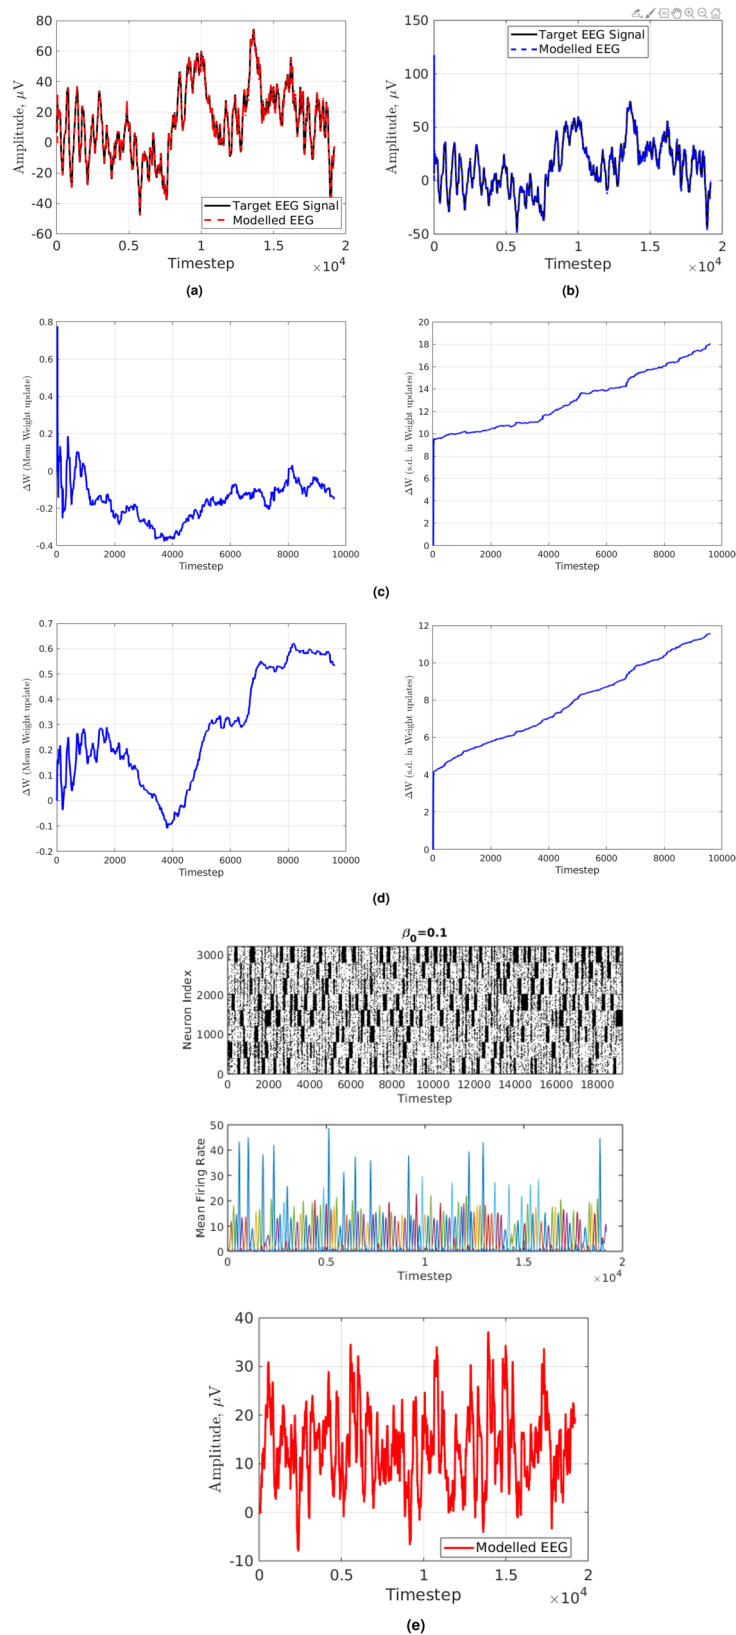 80
60
40
20
0
-20
-40
-60
Amplitude, μV
Target EEG Signal
Modelled EEG
0 0.5 1 1.5 2
Timestep
×10^4
(a)
150
100
50
0
-50
Amplitude, μV
Target EEG Signal
Modelled EEG
0 0.5 1 1.5 2
Timestep
×10^4
(b)
0.8
0.6
0.4
0.2
0
-0.2
-0.4
ΔW (Mean Weight updates)
0 2000 4000 6000 8000 10000
Timestep
20
18
16
14
12
10
8
6
4
2
0
ΔW (s.d. in Weight updates)
0 2000 4000 6000 8000 10000
Timestep
(c)
0.7
0.6
0.5
0.4
0.3
0.2
0.1
0
-0.1
-0.2
ΔW (Mean Weight update)
0 2000 4000 6000 8000 10000
Timestep
12
10
8
6
4
2
0
ΔW (s.d. in Weight updates)
0 2000 4000 6000 8000 10000
Timestep
(d)
β₀=0.1
3000
2000
1000
0
Neuron Index
0 2000 4000 6000 8000 10000 12000 14000 16000 18000
Timestep
50
40
30
20
10
0
Mean Firing Rate
0 0.5 1 1.5 2
Timestep
×10^4
40
30
20
10
0
-10
Amplitude, μV
Modelled EEG
0 0.5 1 1.5 2
Timestep
×10^4
(e)